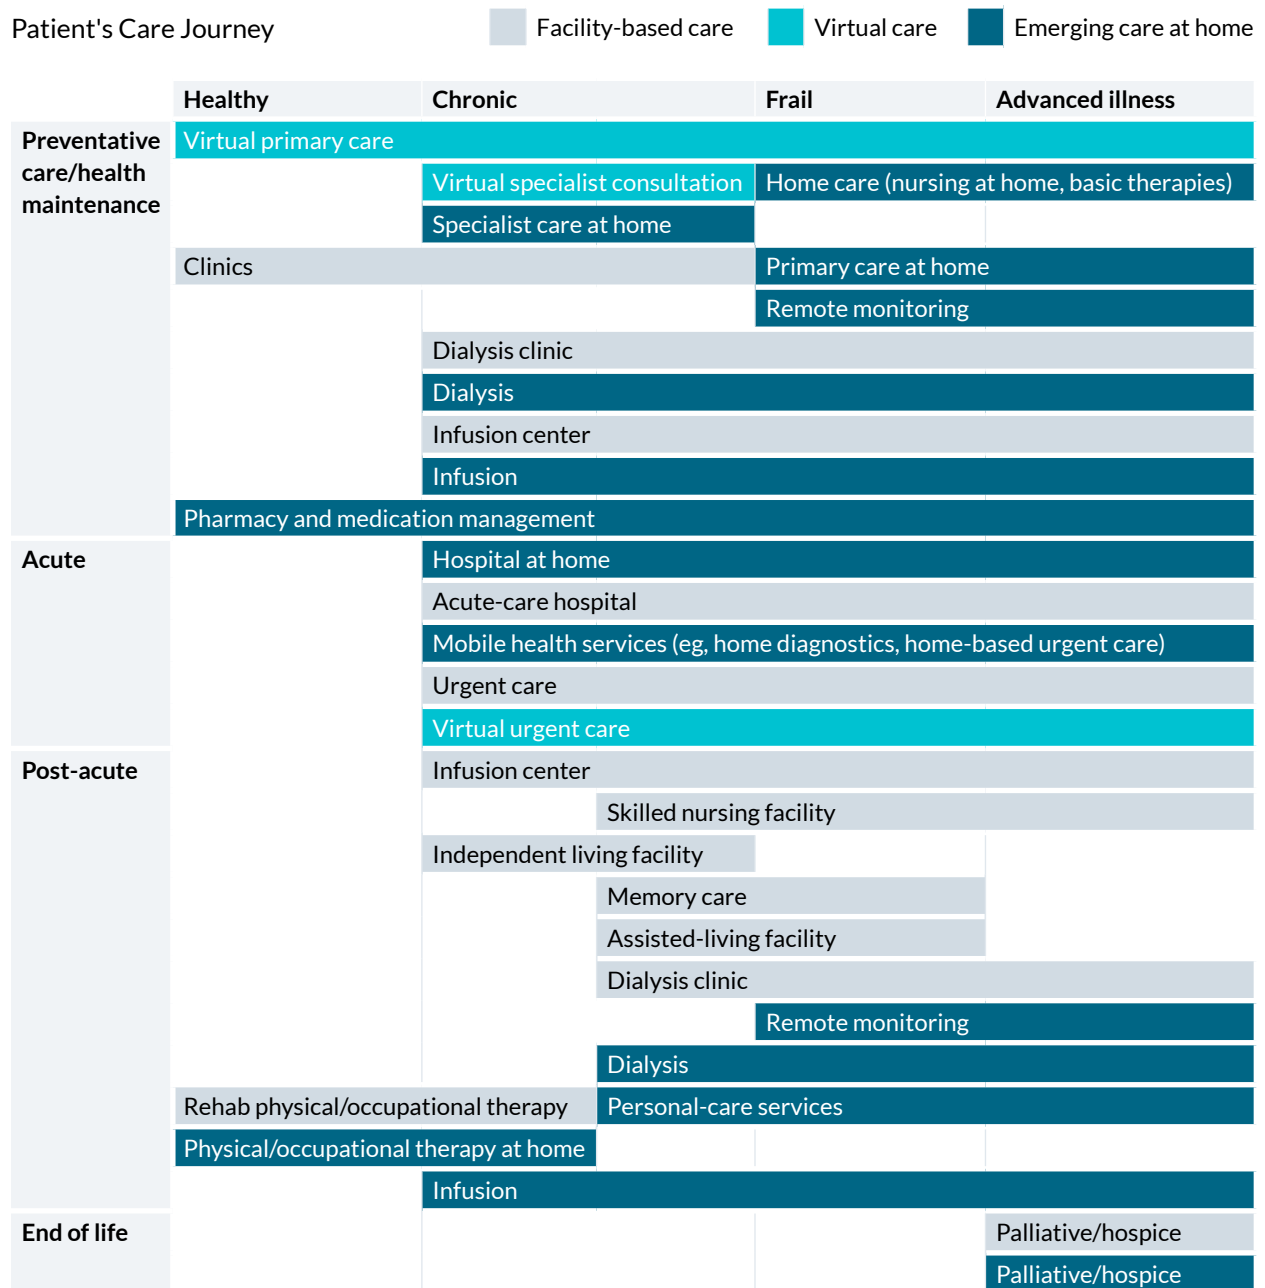 Patient's Care Journey
Facility-based care
Virtual care
Emerging care at home
Healthy
Chronic
Frail
Advanced illness
Preventative
care/health
maintenance
Virtual primary care
Virtual specialist consultation
Home care (nursing at home, basic therapies)
Specialist care at home
Clinics
Primary care at home
Remote monitoring
Dialysis clinic
Dialysis
Infusion center
Infusion
Pharmacy and medication management
Acute
Hospital at home
Acute-care hospital
Mobile health services (eg, home diagnostics, home-based urgent care)
Urgent care
Virtual urgent care
Post-acute
Infusion center
Skilled nursing facility
Independent living facility
Memory care
Assisted-living facility
Dialysis clinic
Remote monitoring
Dialysis
Rehab physical/occupational therapy
Personal-care services
Physical/occupational therapy at home
Infusion
End of life
Palliative/hospice
Palliative/hospice